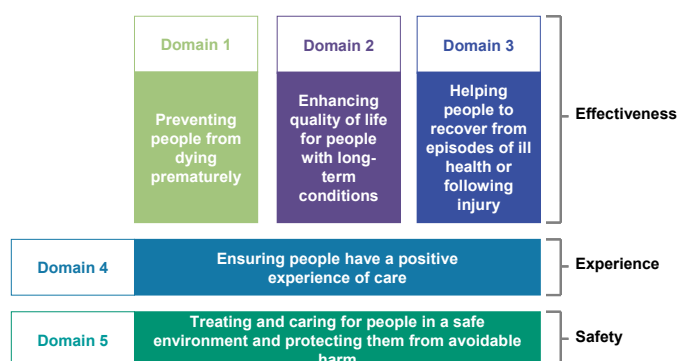 Domain 1
Preventing
people from
dying
prematurely
Domain 2
Enhancing
quality of life
for people
with long-
term
conditions
Domain 3
Helping
people to
recover from
episodes of ill
health or
following
injury
Effectiveness
Domain 4
Ensuring people have a positive
experience of care
Experience
Domain 5
Treating and caring for people in a safe
environment and protecting them from avoidable
harm
Safety